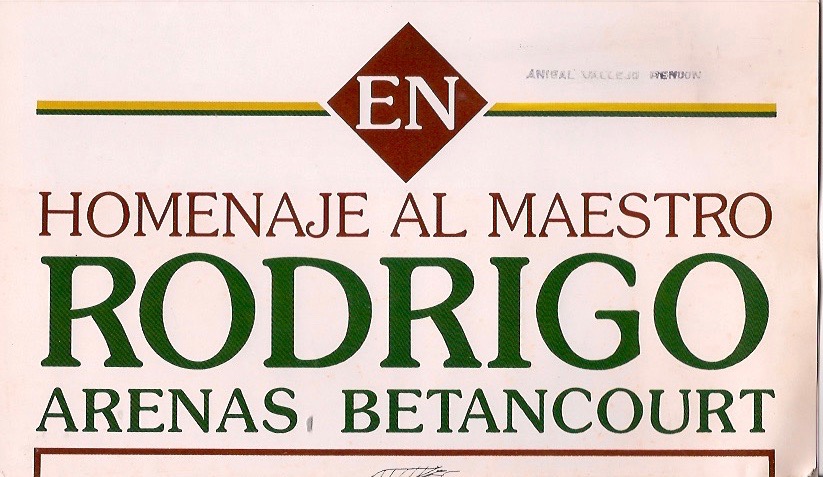 ANIBAL VALLEJO RENDON
EN
HOMENAJE AL MAESTRO
RODRIGO
ARENAS BETANCOURT